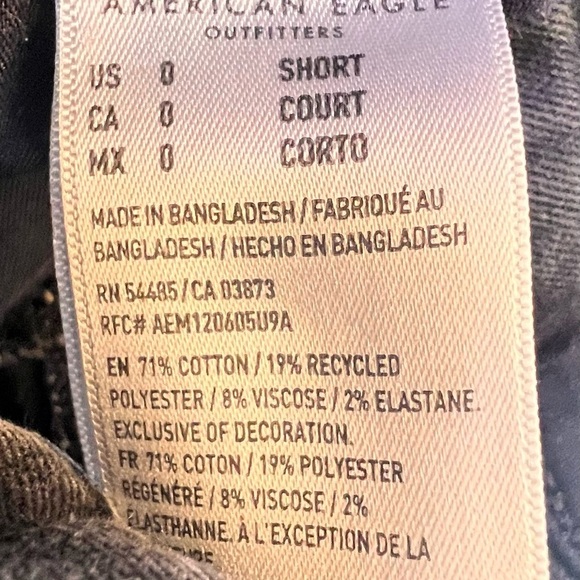 AMERICAN EAGLE
OUTFITTERS
US 0 SHORT
CA 0 COURT
MX 0 CORTO
MADE IN BANGLADESH / FABRIQUÉ AU
BANGLADESH / HECHO EN BANGLADESH
RN 54485 / CA 03873
RFC# AEM120605U9A
EN 71% COTTON / 19% RECYCLED
POLYESTER / 8% VISCOSE / 2% ELASTANE.
EXCLUSIVE OF DECORATION.
FR 71% COTON / 19% POLYESTER
RÉGÉNÉRÉ / 8% VISCOSE / 2%
ÉLASTHANNE. À L'EXCEPTION DE LA